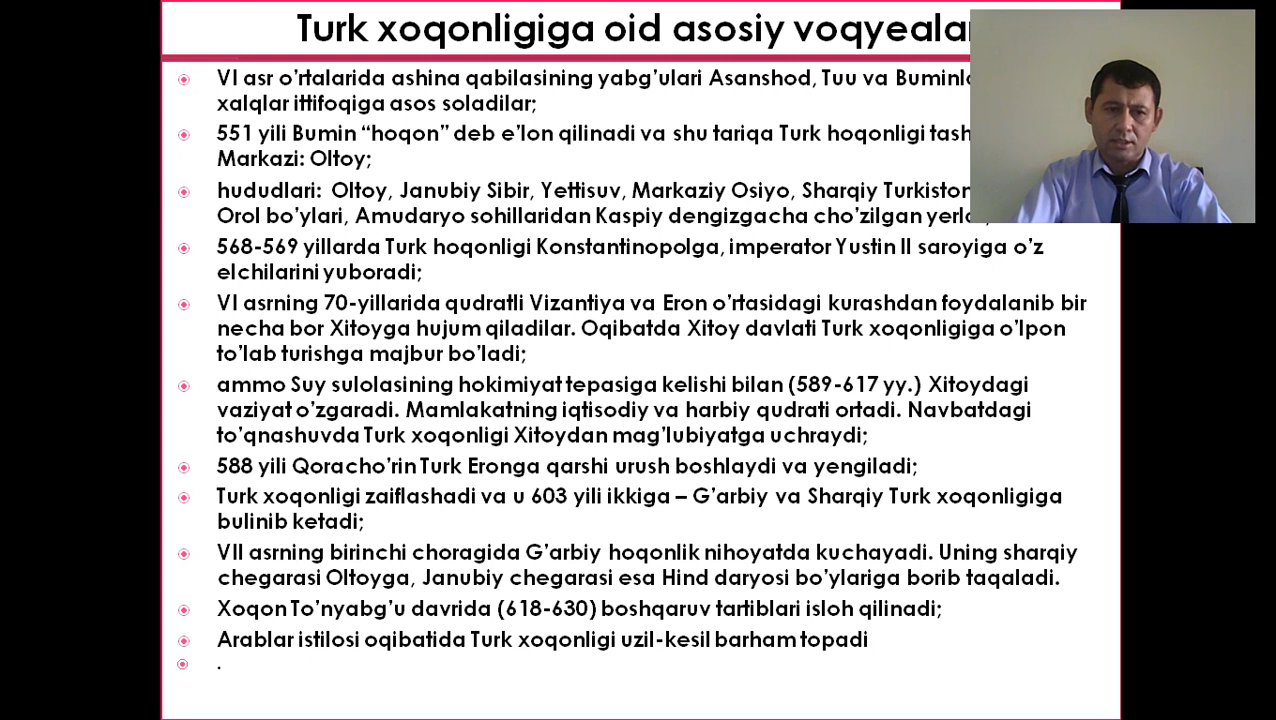 Turk xoqonligiga oid asosiy voqyealar
VI asr o’rtalarida ashina qabilasining yabg’ulari Asanshod, Tuu va
xalqlar ittifoqiga asos soladilar;
551 yili Bumin “hoqon” deb e’lon qilinadi va shu tariqa Turk hoqonligi
Markazi: Oltoy;
hududlari: Oltoy, Janubiy Sibir, Yettisuv, Markaziy Osiyo, Sharqiy Turkiston
Orol bo’ylari, Amudaryo sohillaridan Kaspiy dengizgacha cho’zilgan
568-569 yillarda Turk hoqonligi Konstantinopolga, imperator Yustin II saroyiga o’z
elchilarini yuboradi;
VI asrning 70-yillarida qudratli Vizantiya va Eron o’rtasidagi kurashdan foydalanib bir
necha bor Xitoyga hujum qiladilar. Oqibatda Xitoy davlati Turk xoqonligiga o’lpon
to’lab turishga majbur bo’ladi;
ammo Suy sulolasining hokimiyat tepasiga kelishi bilan (589-617 yy.) Xitoydagi
vaziyat o’zgaradi. Mamlakatning iqtisodiy va harbiy qudrati ortadi. Navbatdagi
to’qnashuvda Turk xoqonligi Xitoydan mag’lubiyatga uchraydi;
588 yili Qoracho’rin Turk Eronga qarshi urush boshlaydi va yengiladi;
Turk xoqonligi zaiflashadi va u 603 yili ikkiga – G’arbiy va Sharqiy Turk xoqonligiga
bulinib ketadi;
VII asrning birinchi choragida G’arbiy hoqonlik nihoyatda kuchayadi. Uning sharqiy
chegarasi Oltoyga, Janubiy chegarasi esa Hind daryosi bo’ylariga borib taqaladi.
Xoqon To’nyabg’u davrida (618-630) boshqaruv tartiblari isloh qilinadi;
Arablar istilosi oqibatida Turk xoqonligi uzil-kesil barham topadi
.